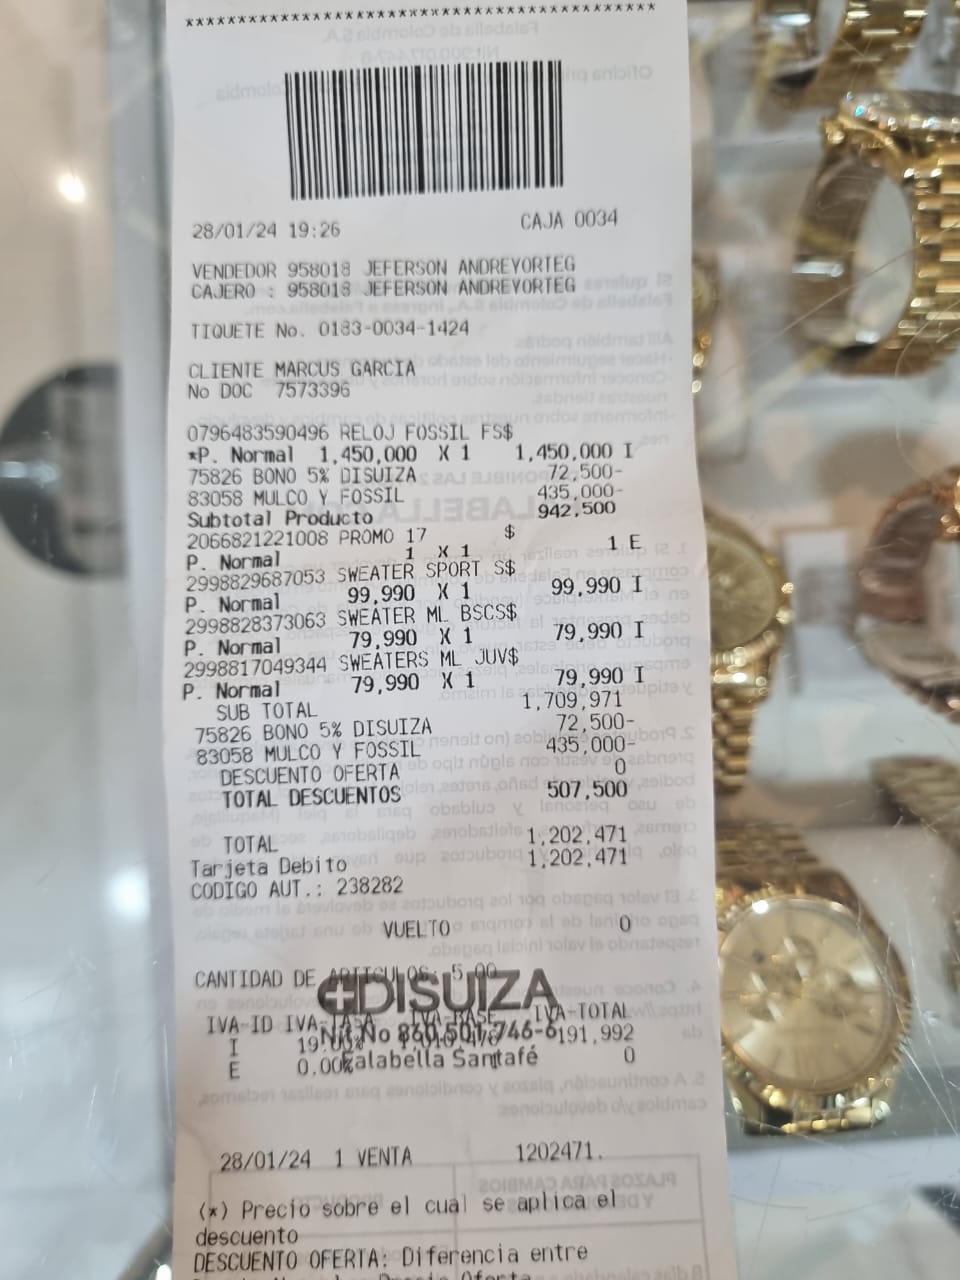 ****************************************
28/01/24 19:26 CAJA 0034
VENDEDOR 958018 JEFERSON ANDREYORTEG
CAJERO : 958018 JEFERSON ANDREYORTEG
TIQUETE No. 0183-0034-1424
CLIENTE MARCUS GARCIA
No DOC 7573396
0796483590496 RELOJ FOSSIL FS$
*P. Normal 1,450,000 X 1 1,450,000 I
75826 BONO 5% DISUIZA 72,500-
83058 MULCO Y FOSSIL 435,000-
Subtotal Producto 942,500
2066821221008 PROMO 17 $
P. Normal 1 X 1 1 E
2998829687053 SWEATER SPORT S$
P. Normal 99,990 X 1 99,990 I
2998828373063 SWEATER ML BSCS$
P. Normal 79,990 X 1 79,990 I
2998817049344 SWEATERS ML JUV$
P. Normal 79,990 X 1 79,990 I
SUB TOTAL 1,709,971
75826 BONO 5% DISUIZA 72,500-
83058 MULCO Y FOSSIL 435,000-
DESCUENTO OFERTA 0
TOTAL DESCUENTOS 507,500
TOTAL 1,202,471
Tarjeta Debito 1,202,471
CODIGO AUT.: 238282
VUELTO 0
CANTIDAD DE ARTICULOS: 5.00
DISUIZA
IVA-ID IVA-TASA IVA-BASE IVA-TOTAL
Nit.No 860.501.746-6
I 19.00% 191,992
Falabella Santafé
E 0.00% 0
28/01/24 1 VENTA 1202471.
(*) Precio sobre el cual se aplica el
descuento
DESCUENTO OFERTA: Diferencia entre